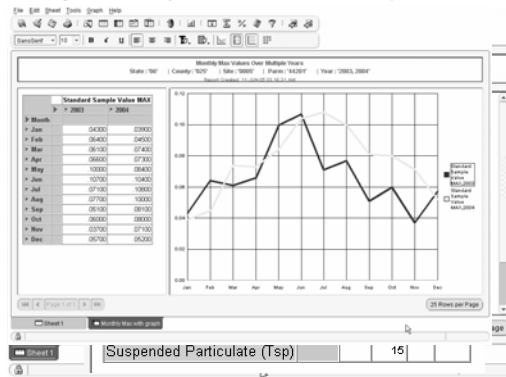 File Edit Sheet Tools Graph Help
SansSerif 10 B i U
Monthly Max Values Over Multiple Years
State : '06' | County: '025' | Site : '0005' | Parm : '44201' | Year : '2003, 2004'
Standard Sample Value MAX
2003 2004
Month
Jan .04300 .03900
Feb .06400 .04500
Mar .06100 .07400
Apr .06600 .07300
May .10000 .08400
Jun .10700 .10400
Jul .07100 .10800
Aug .07700 .10000
Sep .05100 .08100
Oct .06000 .08000
Nov .03700 .07100
Dec .05700 .05200
0.12
0.10
0.08
0.06
0.04
0.02
0.00
Jan Feb Mar Apr May Jun Jul Aug Sep Oct Nov Dec
Standard Sample Value MAX,2003
Standard Sample Value MAX,2004
Page 1 of 1
25 Rows per Page
Sheet 1 Monthly Max with graph
age
Sheet 1
Suspended Particulate (Tsp) 15